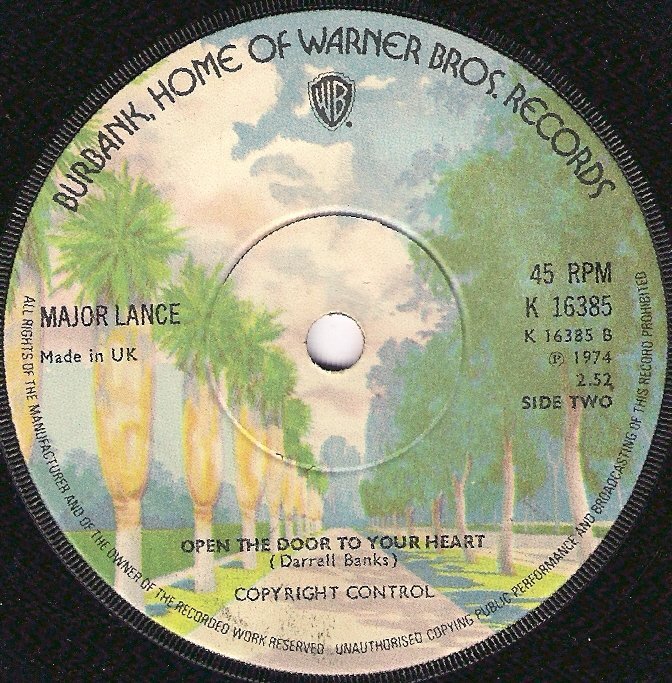 BURBANK, HOME OF WARNER BROS. RECORDS
WB
MAJOR LANCE
Made in UK
45 RPM
K 16385
K 16385 B
℗ 1974
2.52
SIDE TWO
OPEN THE DOOR TO YOUR HEART
(Darrell Banks)
COPYRIGHT CONTROL
ALL RIGHTS OF THE MANUFACTURER AND OF THE OWNER OF THE RECORDED WORK RESERVED UNAUTHORISED COPYING PUBLIC PERFORMANCE AND BROADCASTING OF THIS RECORD PROHIBITED